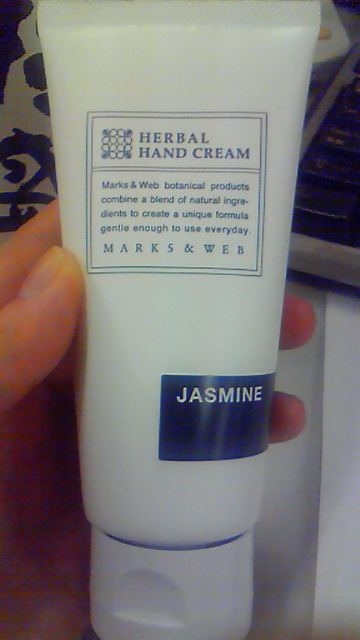 HERBAL
HAND CREAM
Marks & Web botanical products
combine a blend of natural ingre-
dients to create a unique formula
gentle enough to use everyday.
MARKS & WEB
JASMINE